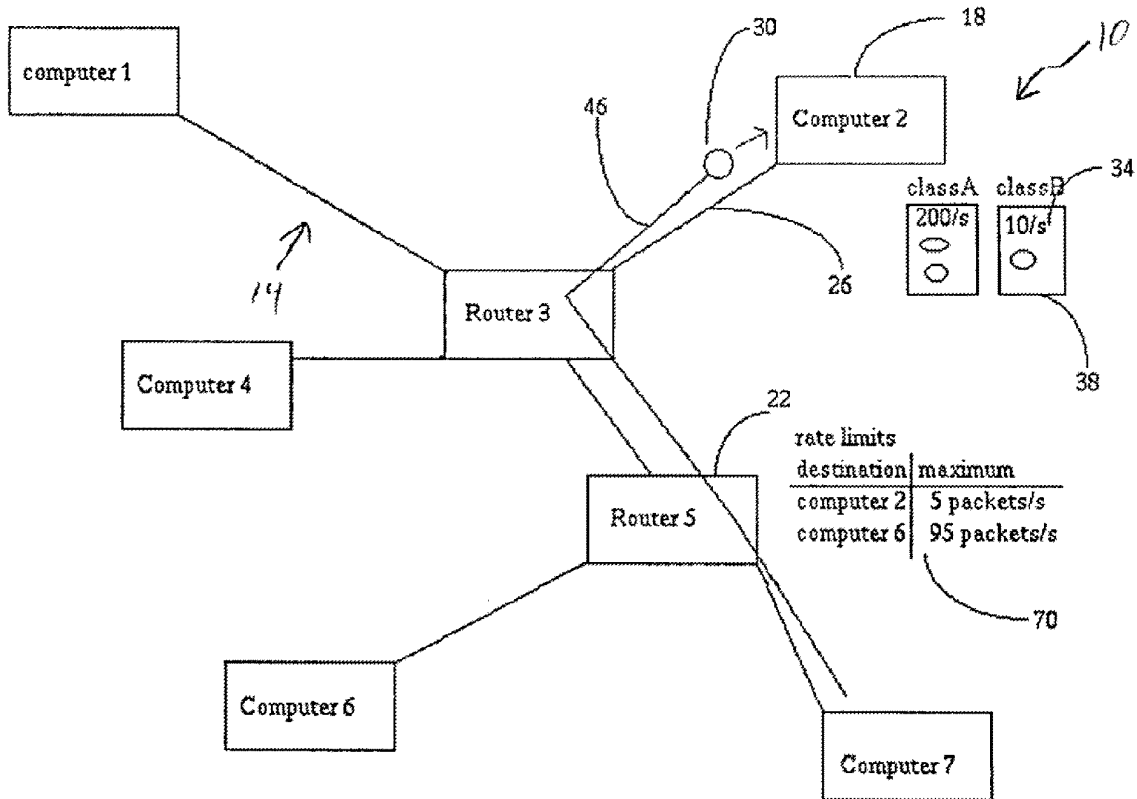 30
18
10
computer 1
46
Computer 2
34
classA classB
200/s 10/s
14
26
Router 3
38
Computer 4
22
rate limits
destination maximum
Router 5
computer 2 5 packets/s
computer 6 95 packets/s
70
Computer 6
Computer 7